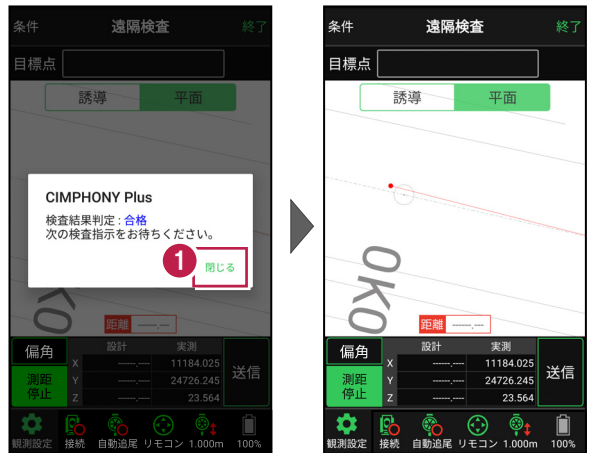 条件 遠隔検査 終了
目標点
誘導 平面
CIMPHONY Plus
検査結果判定 : 合格
次の検査指示をお待ちください。
1 閉じる
0K0
距離 ------.---
偏角 設計 実測
X ------.---- 11184.025
測距停止 Y ------.---- 24726.245 送信
Z ------.---- 23.564
観測設定 接続 自動追尾 リモコン 1.000m 100%
条件 遠隔検査 終了
目標点
誘導 平面
0K0
距離 ------.---
偏角 設計 実測
X ------.---- 11184.025
測距停止 Y ------.---- 24726.245 送信
Z ------.---- 23.564
観測設定 接続 自動追尾 リモコン 1.000m 100%